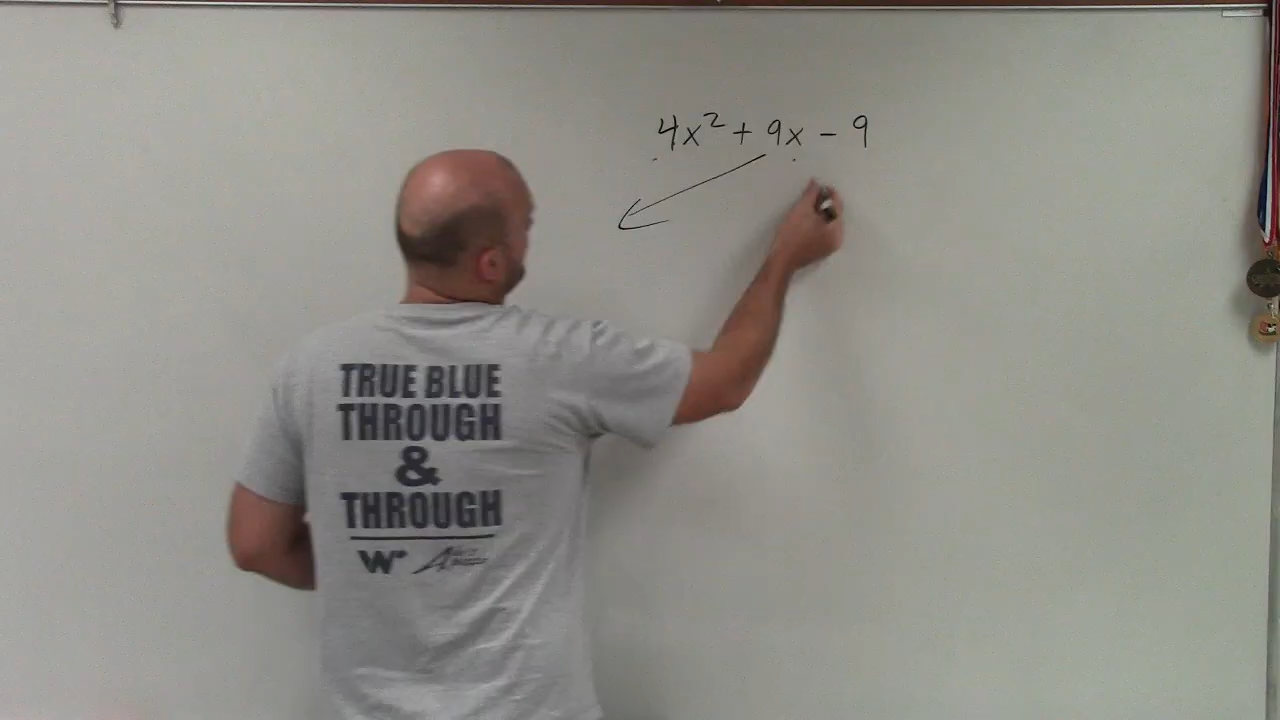 4x² + 9x - 9
TRUE BLUE
THROUGH
&
THROUGH
W